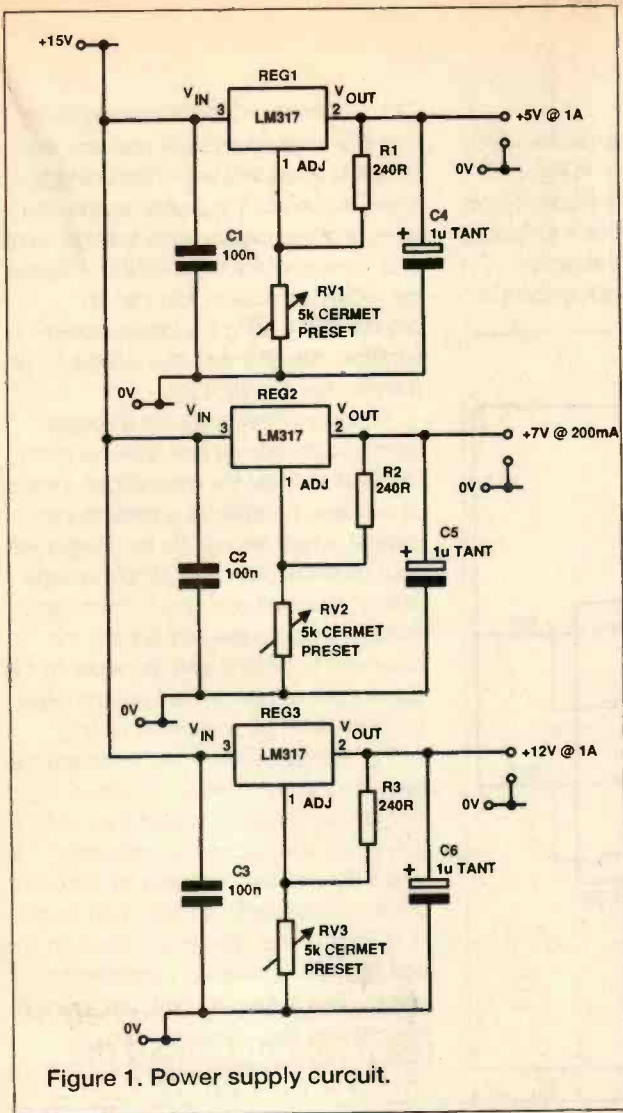 +15V
REG1
VIN
3
LM317
2
VOUT
+5V @ 1A
1 ADJ
R1
240R
0V
C4
+ 1u TANT
C1
100n
RV1
5k CERMET
PRESET
0V
REG2
VIN
3
LM317
2
VOUT
+7V @ 200mA
1 ADJ
R2
240R
0V
C5
+ 1u TANT
C2
100n
RV2
5k CERMET
PRESET
0V
REG3
VIN
3
LM317
2
VOUT
+12V @ 1A
1 ADJ
R3
240R
0V
C6
+ 1u TANT
C3
100n
RV3
5k CERMET
PRESET
0V
Figure 1. Power supply curcuit.